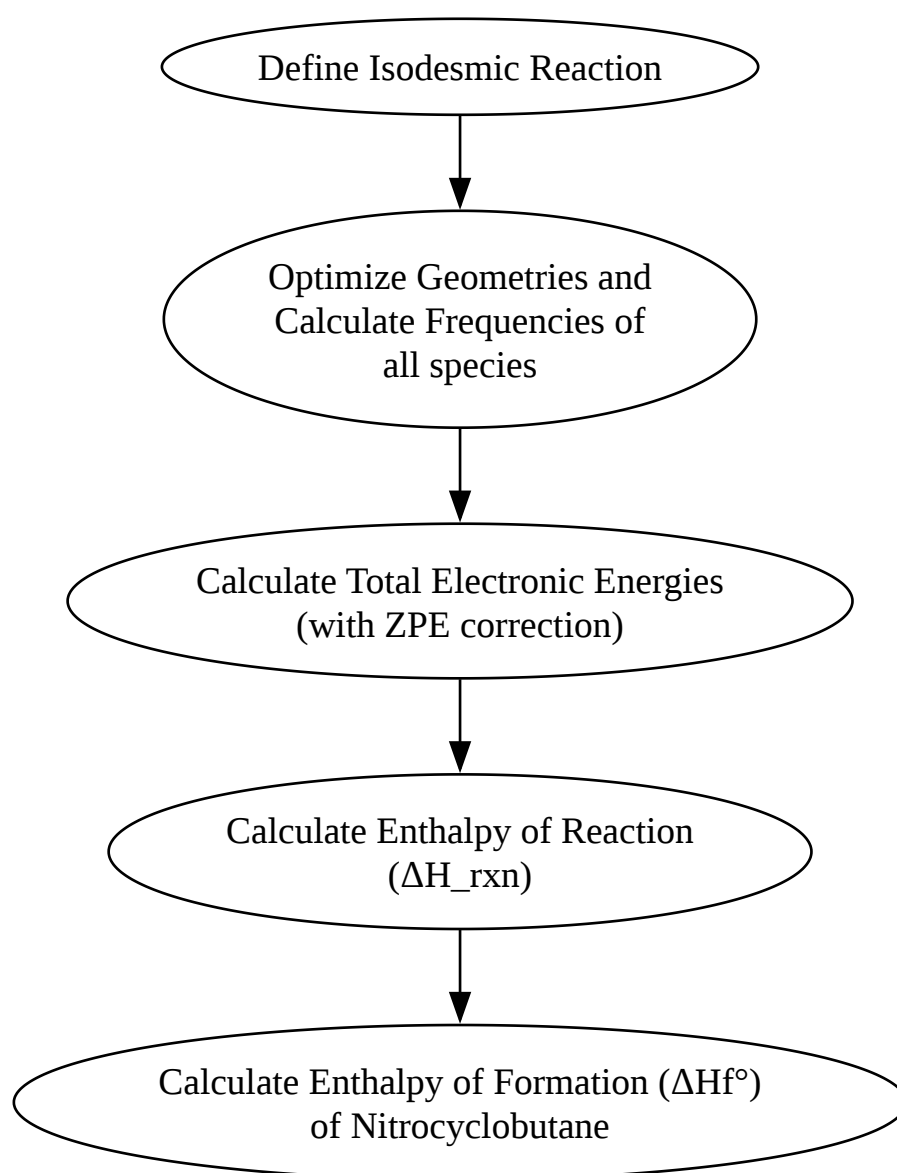 Define Isodesmic Reaction
Optimize Geometries and
Calculate Frequencies of
all species
Calculate Total Electronic Energies
(with ZPE correction)
Calculate Enthalpy of Reaction
(ΔH_rxn)
Calculate Enthalpy of Formation (ΔHf°)
of Nitrocyclobutane